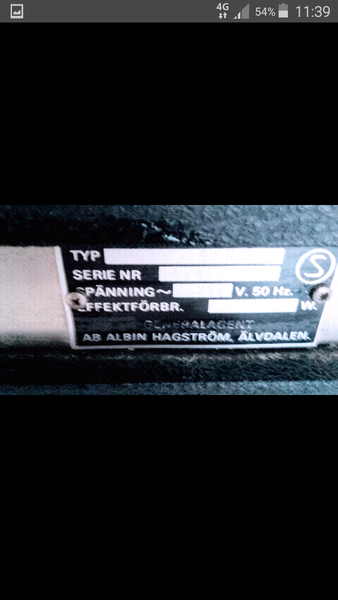 4G 54% 11:39
TYP
SERIE NR
SPÄNNING~ V. 50 Hz.
EFFEKTFÖRBR. W.
GENERALAGENT
AB ALBIN HAGSTRÖM, ÄLVDALEN.
S